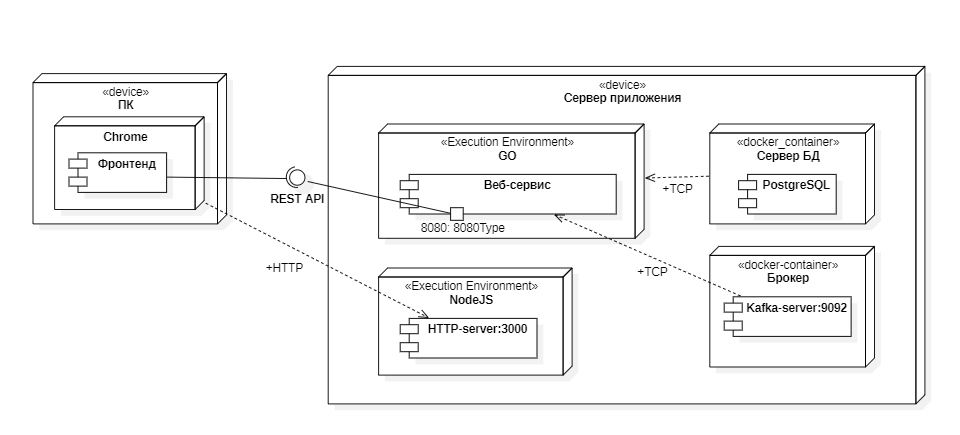 «device»
ПК
Chrome
Фронтенд
REST API
+HTTP
«device»
Сервер приложения
«Execution Environment»
GO
Веб-сервис
8080: 8080Type
«Execution Environment»
NodeJS
HTTP-server:3000
+TCP
+TCP
«docker_container»
Сервер БД
PostgreSQL
«docker-container»
Брокер
Kafka-server:9092